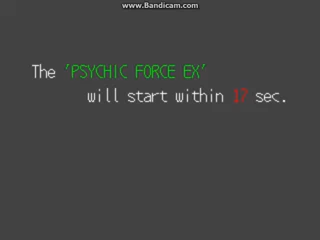 www.Bandicam.com
The 'PSYCHIC FORCE EX'
will start within 17 sec.